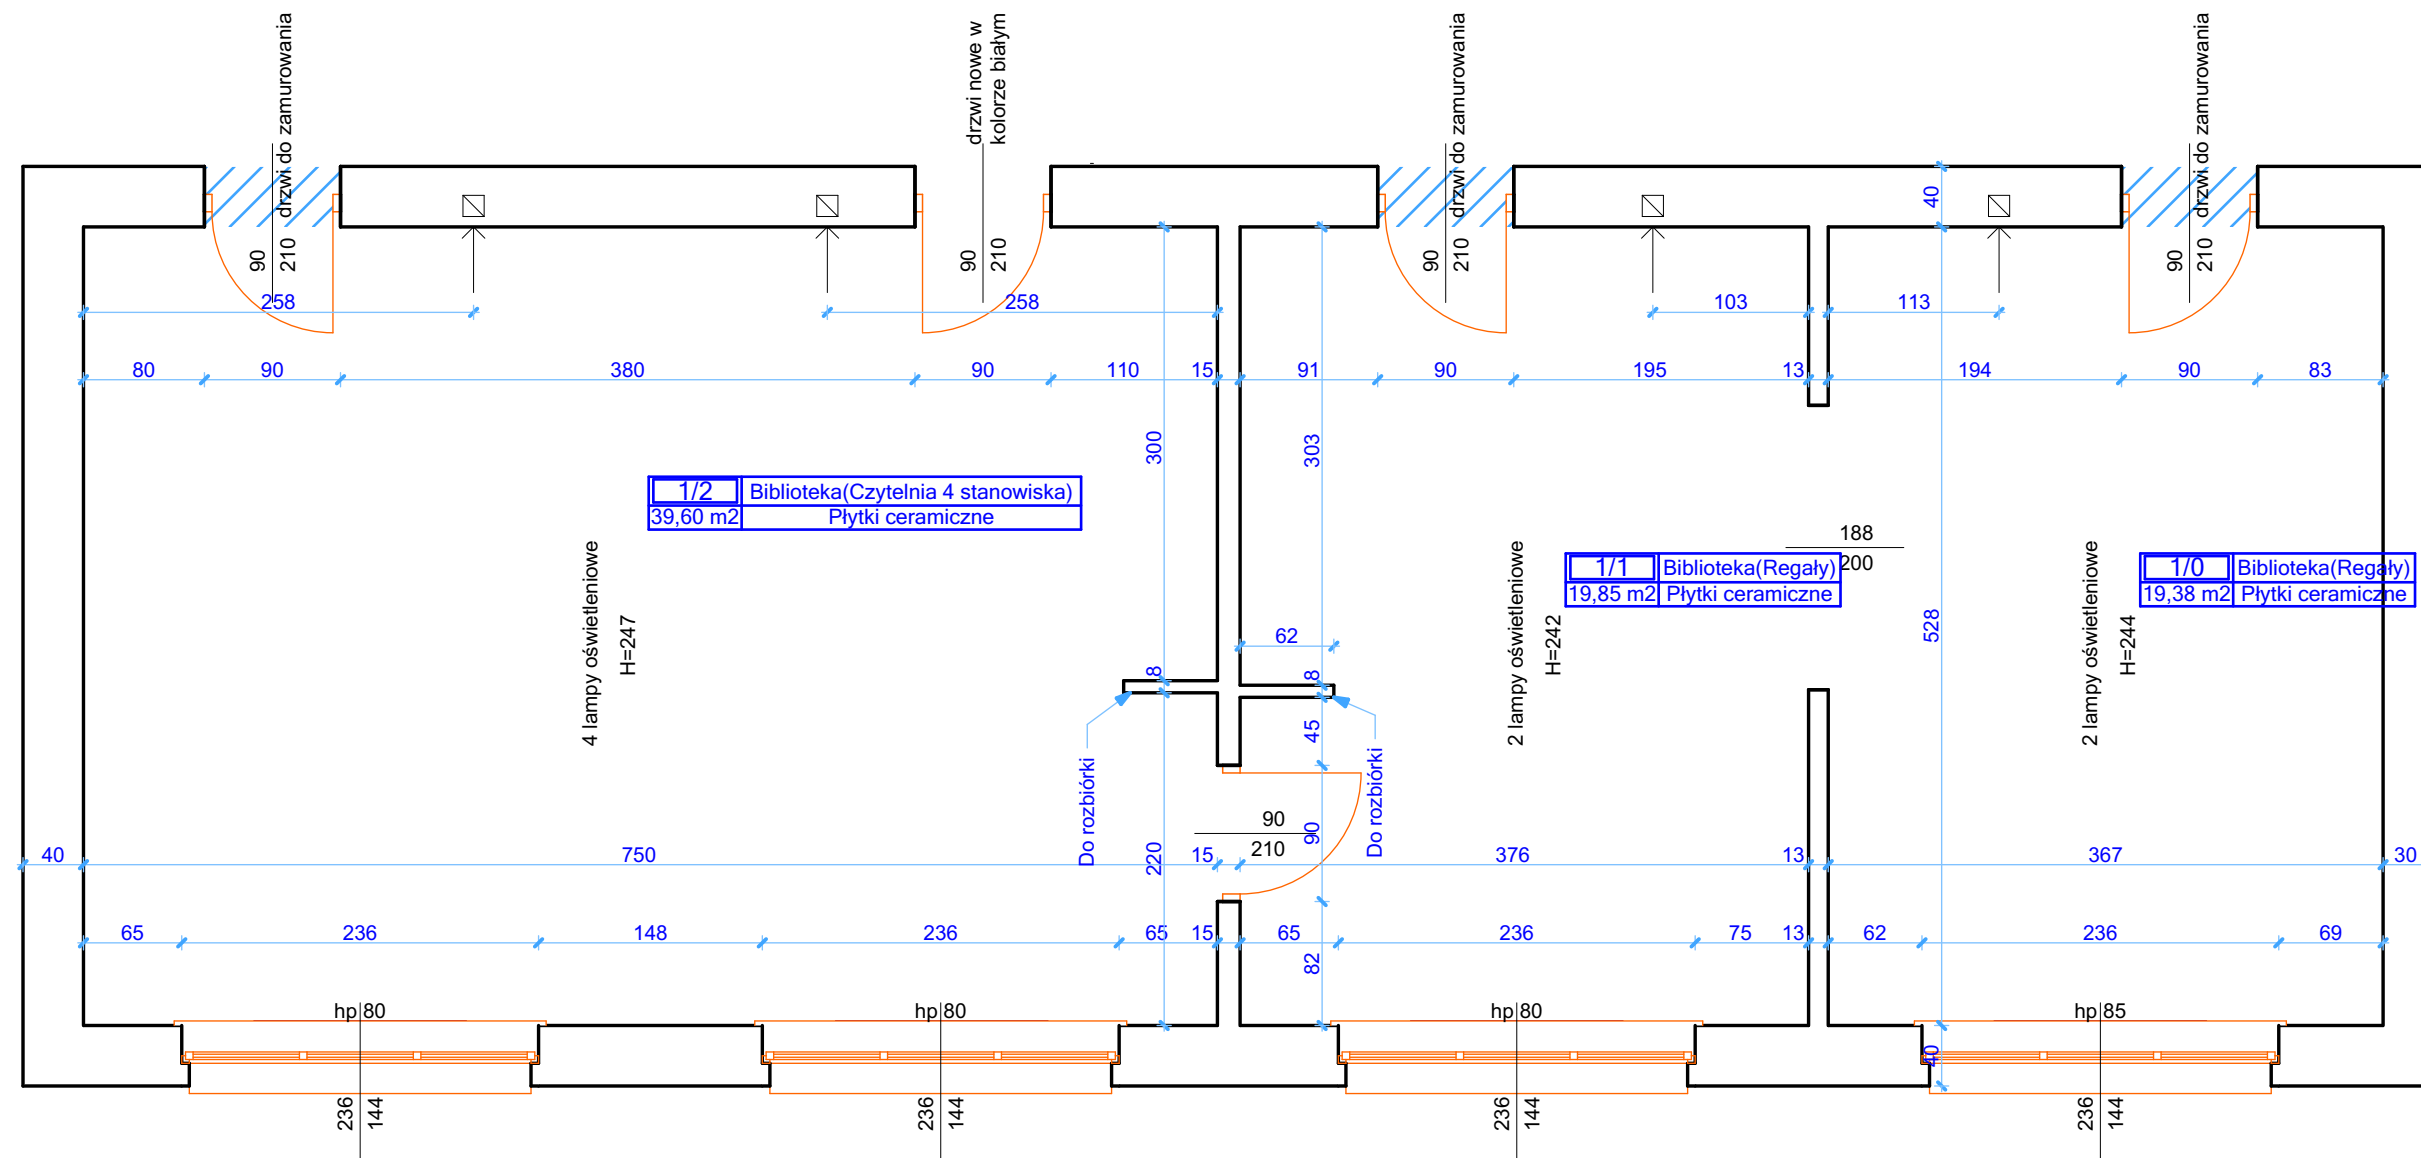 drzwi do zamurowania
drzwi nowe w
kolorze białym
drzwi do zamurowania
drzwi do zamurowania
90
210
90
210
90
210
90
210
40
258
258
103
113
80
90
380
90
110
15
91
90
195
13
194
90
83
300
303
1/2
Biblioteka(Czytelnia 4 stanowiska)
39,60 m2
Płytki ceramiczne
188
200
1/1
Biblioteka(Regały)
19,85 m2
Płytki ceramiczne
1/0
Biblioteka(Regały)
19,38 m2
Płytki ceramiczne
4 lampy oświetleniowe
H=247
2 lampy oświetleniowe
H=242
2 lampy oświetleniowe
H=244
528
62
8
8
45
Do rozbiórki
Do rozbiórki
90
210
90
220
40
750
15
376
13
367
30
65
236
148
236
65
15
65
236
75
13
62
236
69
82
hp 80
hp 80
hp 80
hp 85
40
236
144
236
144
236
144
236
144